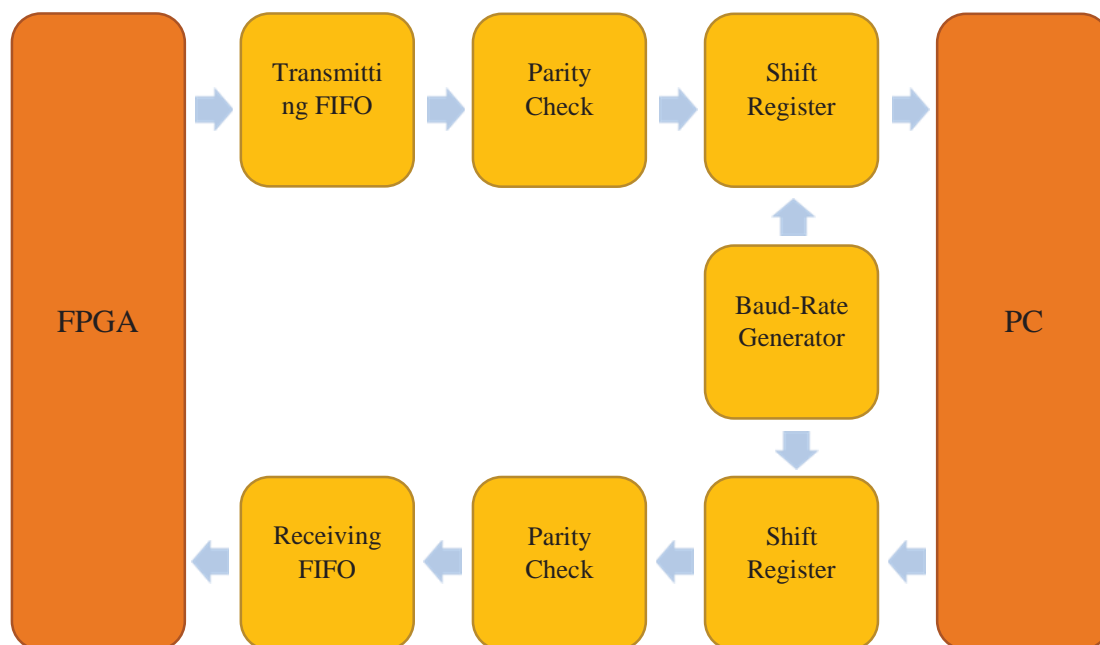 Transmitti
ng FIFO
Parity
Check
Shift
Register
FPGA
Baud-Rate
Generator
PC
Receiving
FIFO
Parity
Check
Shift
Register